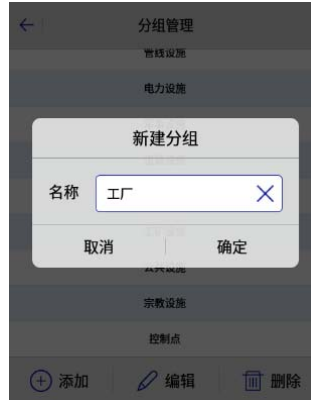 分组管理
管线设施
电力设施
新建分组
名称 工厂
取消 确定
公共设施
宗教设施
控制点
添加 编辑 删除